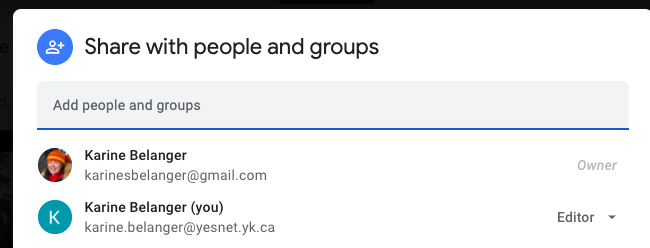 Share with people and groups
Add people and groups
Karine Belanger
karinesbelanger@gmail.com
Owner
K
Karine Belanger (you)
karine.belanger@yesnet.yk.ca
Editor